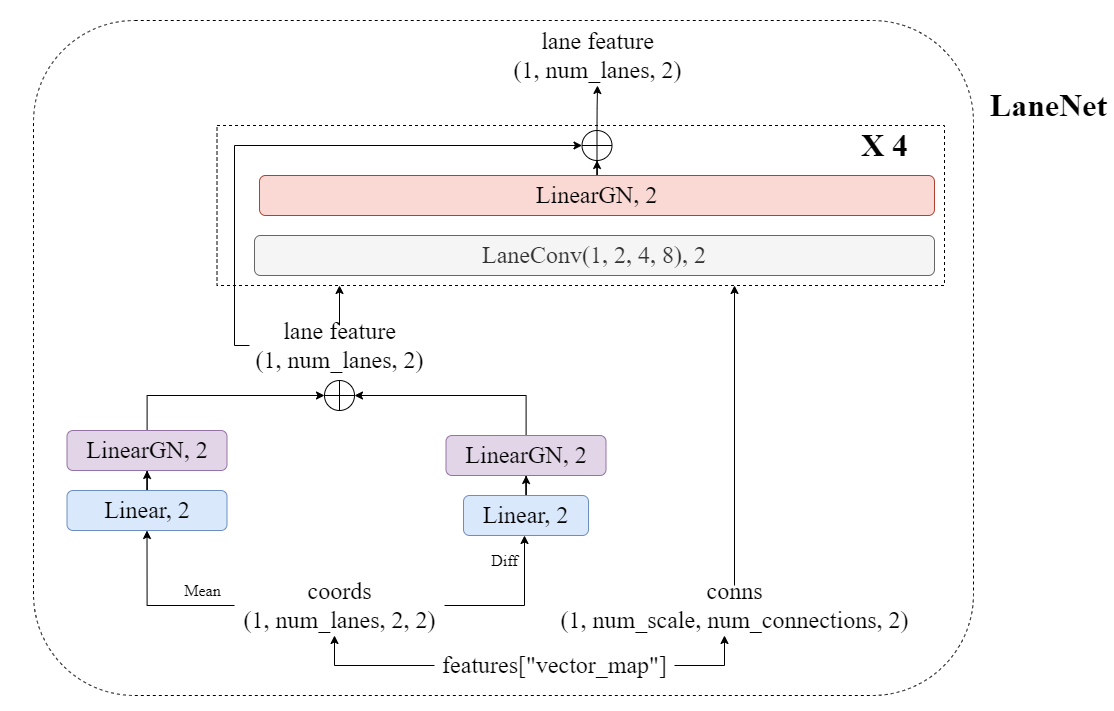 lane feature
(1, num_lanes, 2)
LaneNet
X 4
LinearGN, 2
LaneConv(1, 2, 4, 8), 2
lane feature
(1, num_lanes, 2)
LinearGN, 2
LinearGN, 2
Linear, 2
Linear, 2
Diff
Mean
coords
(1, num_lanes, 2, 2)
conns
(1, num_scale, num_connections, 2)
features["vector_map"]